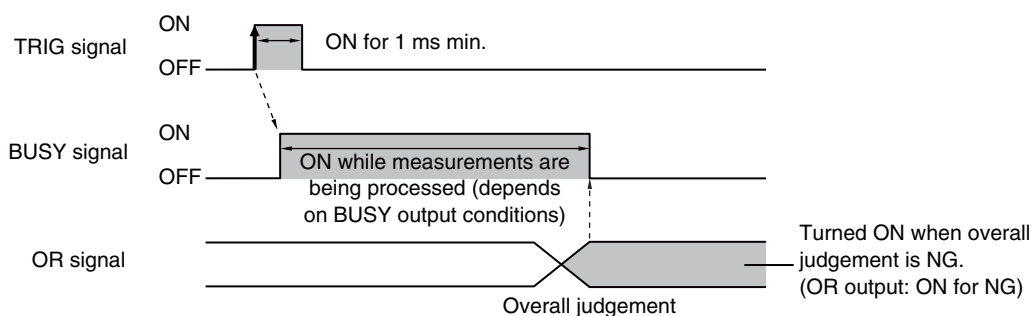 ON
TRIG signal
ON for 1 ms min.
OFF
ON
BUSY signal
ON while measurements are
being processed (depends
on BUSY output conditions)
OFF
OR signal
Turned ON when overall
judgement is NG.
(OR output: ON for NG)
Overall judgement